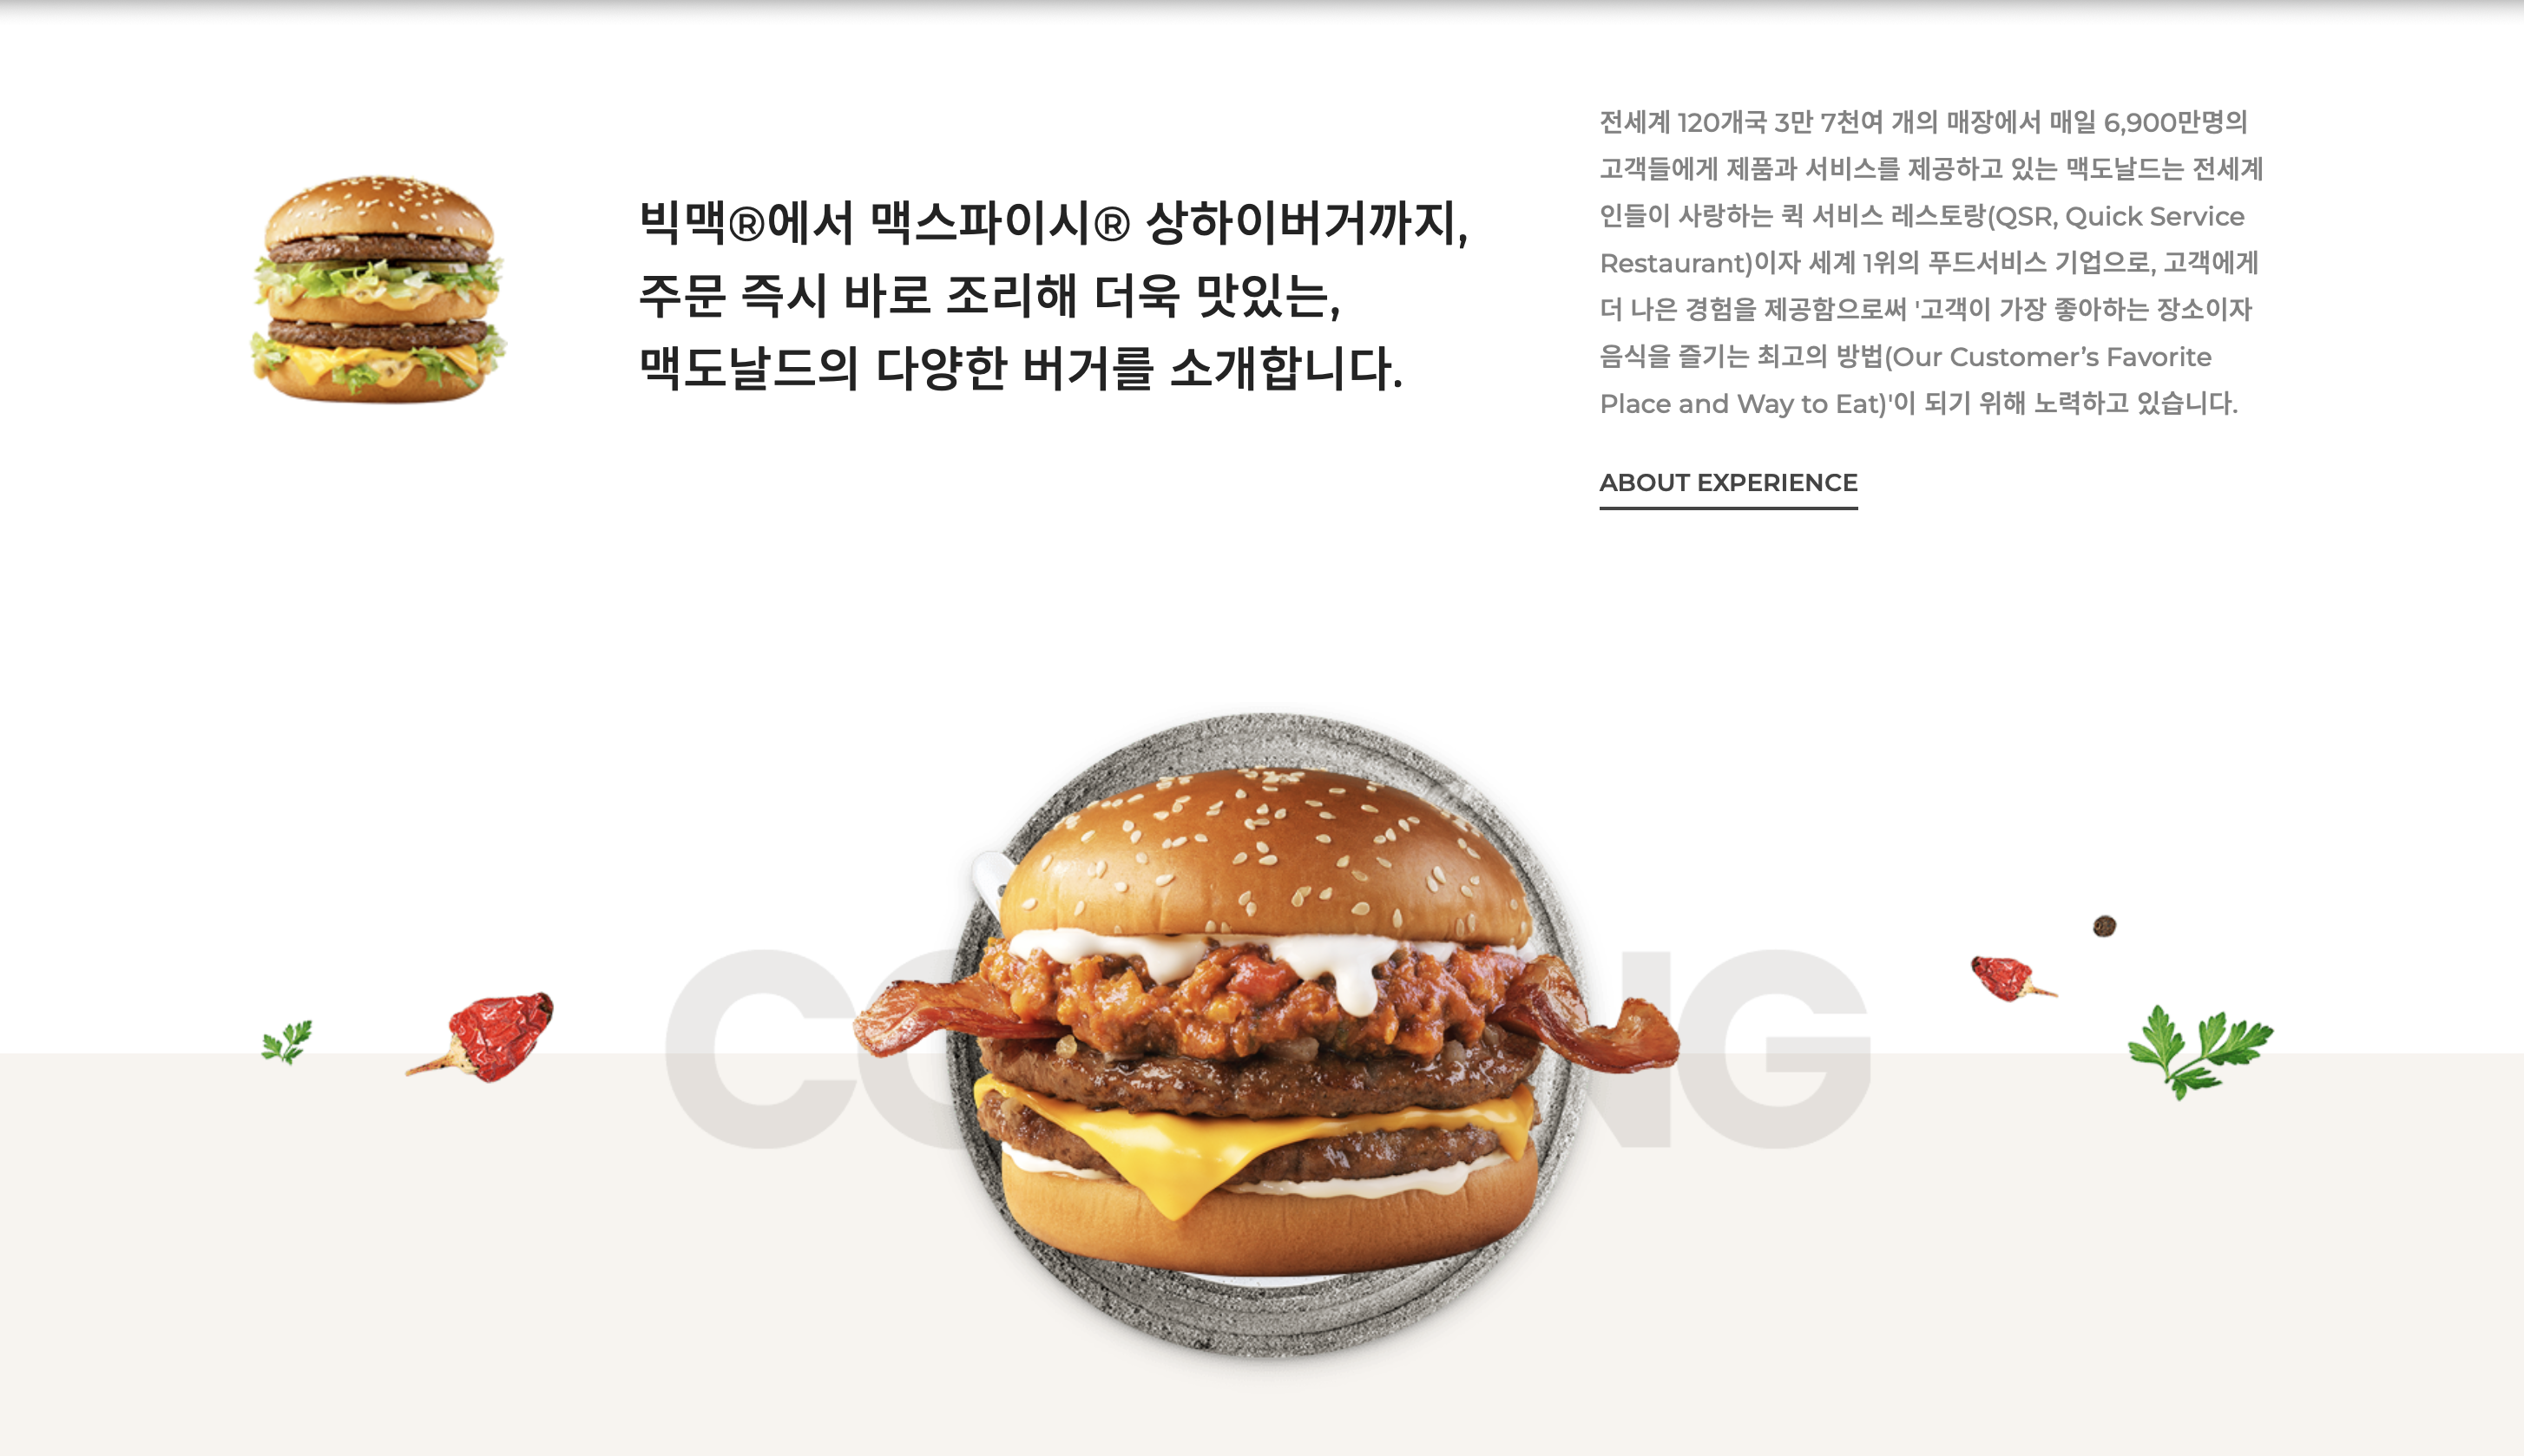 빅맥®에서 맥스파이시® 상하이버거까지,
주문 즉시 바로 조리해 더욱 맛있는,
맥도날드의 다양한 버거를 소개합니다.
전세계 120개국 3만 7천여 개의 매장에서 매일 6,900만명의
고객들에게 제품과 서비스를 제공하고 있는 맥도날드는 전세계
인들이 사랑하는 퀵 서비스 레스토랑(QSR, Quick Service
Restaurant)이자 세계 1위의 푸드서비스 기업으로, 고객에게
더 나은 경험을 제공함으로써 '고객이 가장 좋아하는 장소이자
음식을 즐기는 최고의 방법(Our Customer’s Favorite
Place and Way to Eat)'이 되기 위해 노력하고 있습니다.
ABOUT EXPERIENCE